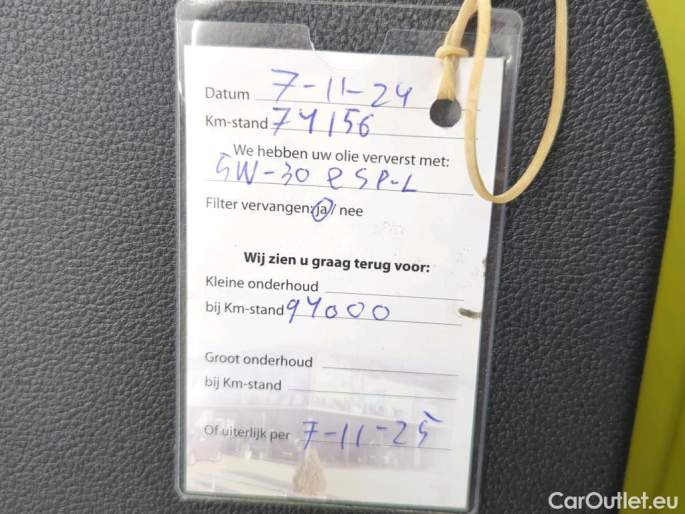 Datum 7-11-24
Km-stand 74156
We hebben uw olie ververst met:
5W-30 ESP-L
Filter vervangen: ja / nee
Wij zien u graag terug voor:
Kleine onderhoud
bij Km-stand 94000
Groot onderhoud
bij Km-stand
Of uiterlijk per 7-11-25
CarOutlet.eu